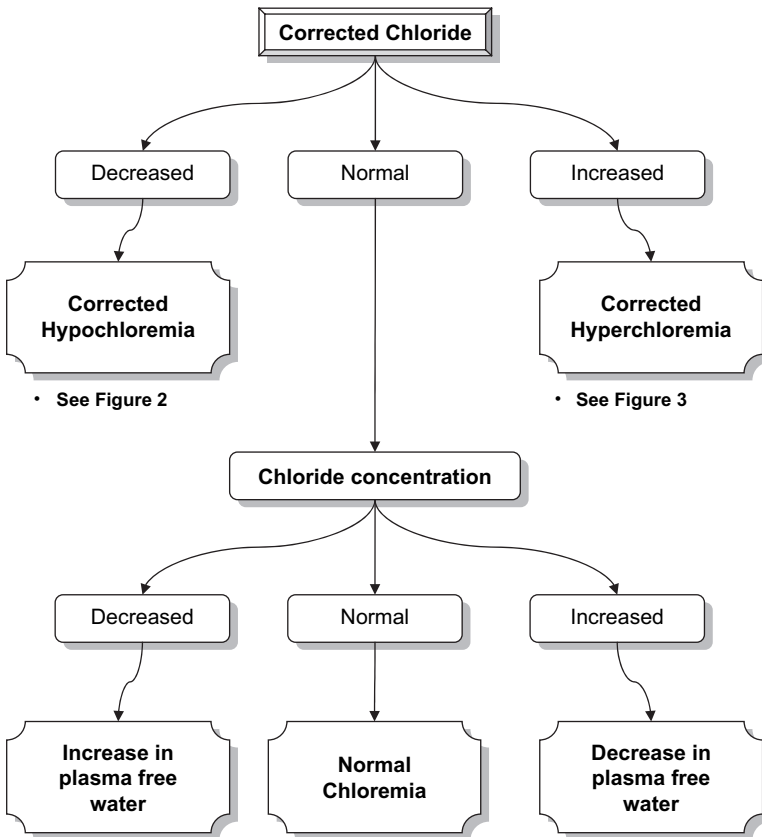 Corrected Chloride
Decreased
Normal
Increased
Corrected
Hypochloremia
Corrected
Hyperchloremia
• See Figure 2
• See Figure 3
Chloride concentration
Decreased
Normal
Increased
Increase in
plasma free
water
Normal
Chloremia
Decrease in
plasma free
water